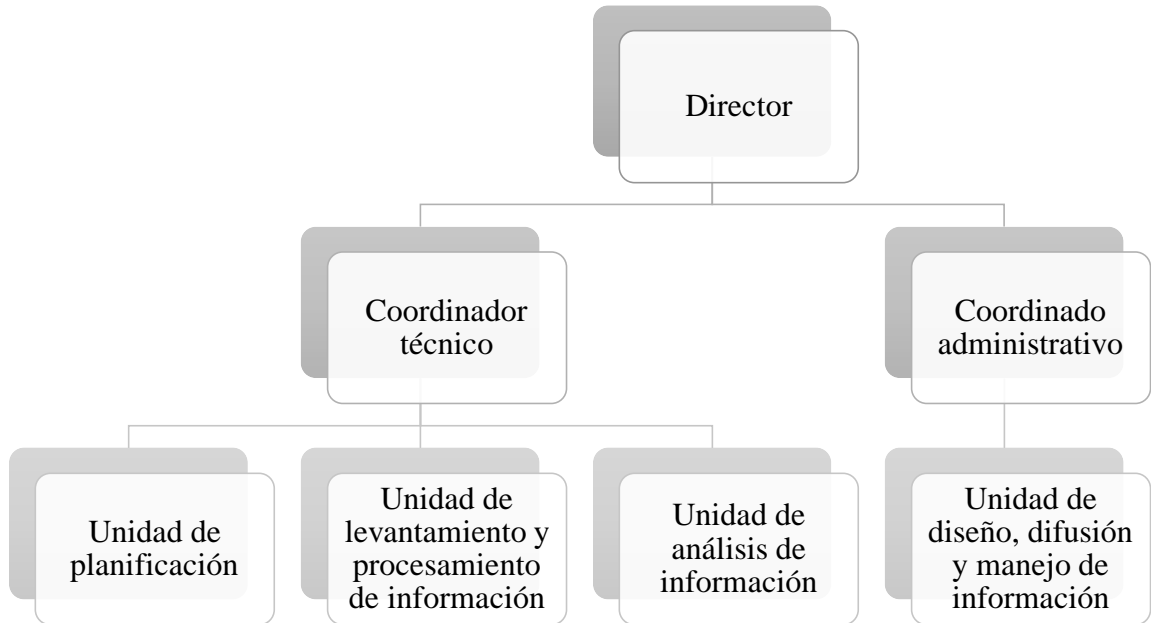 Director
Coordinador
técnico
Coordinado
administrativo
Unidad de
planificación
Unidad de
levantamiento y
procesamiento
de información
Unidad de
análisis de
información
Unidad de
diseño, difusión
y manejo de
información